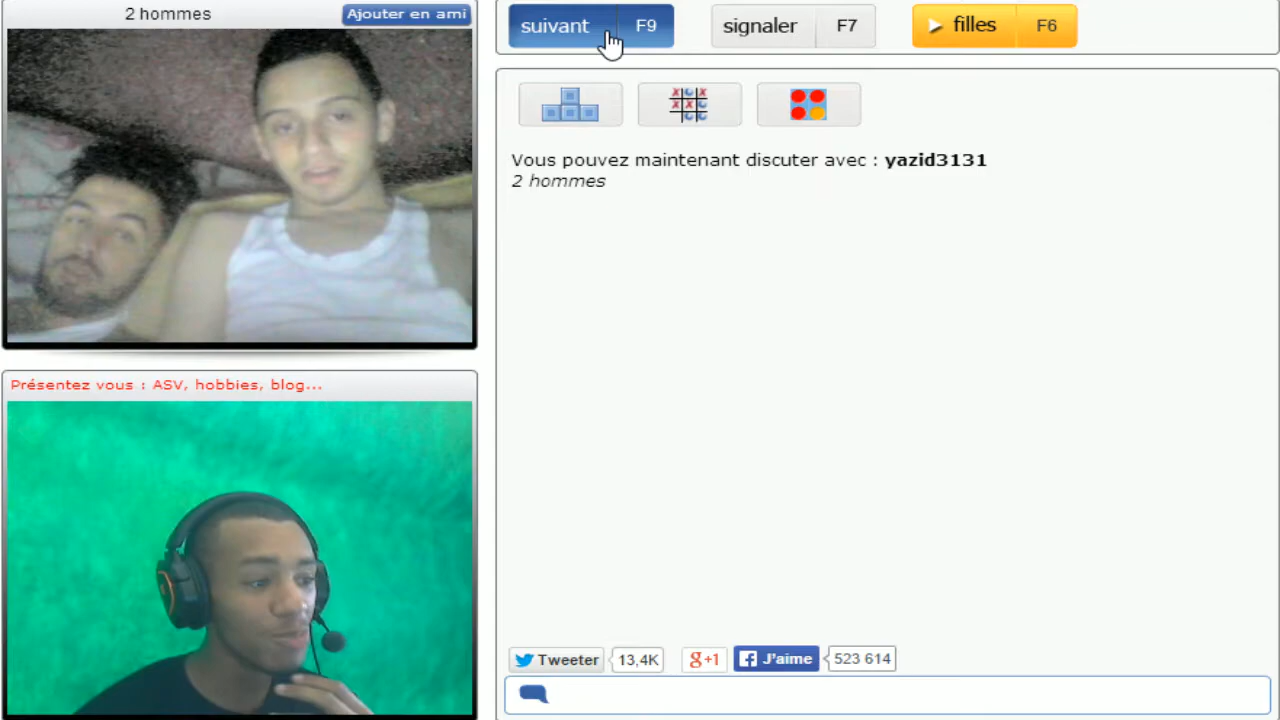 2 hommes
Ajouter en ami
suivant F9
signaler F7
filles F6
Vous pouvez maintenant discuter avec : yazid3131
2 hommes
Présentez vous : ASV, hobbies, blog...
Tweeter 13,4K g+1 J'aime 523 614